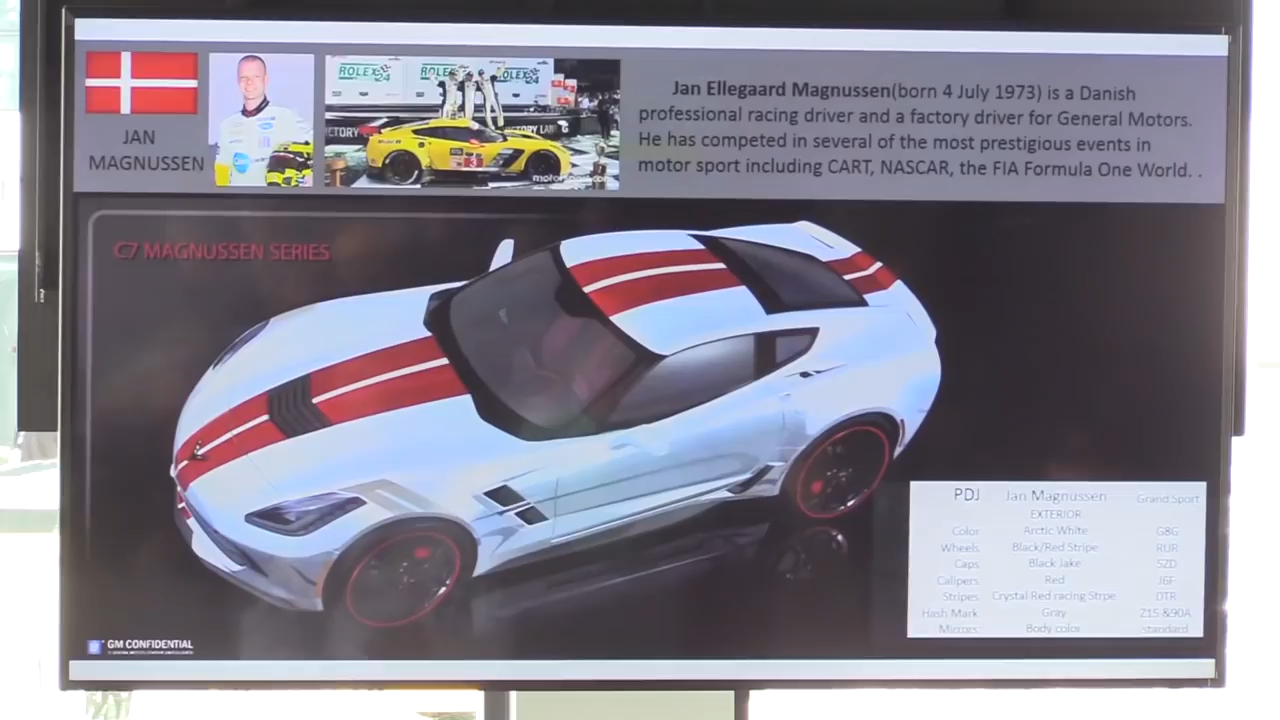 JAN
MAGNUSSEN
ROLEX
24
ROLEX
ROLEX
24
VICTORY LANE
3
motorsport.com
Jan Ellegaard Magnussen(born 4 July 1973) is a Danish
professional racing driver and a factory driver for General Motors.
He has competed in several of the most prestigious events in
motor sport including CART, NASCAR, the FIA Formula One World. .
C7 MAGNUSSEN SERIES
PDJ Jan Magnussen Grand Sport
EXTERIOR
Color Arctic White G8G
Wheels Black/Red Stripe RUR
Caps Black Jake 5ZD
Calipers Red J6F
Stripes Crystal Red racing Strpe DTR
Hash Mark Gray Z15 &90A
Mirrors Body color standard
GM CONFIDENTIAL